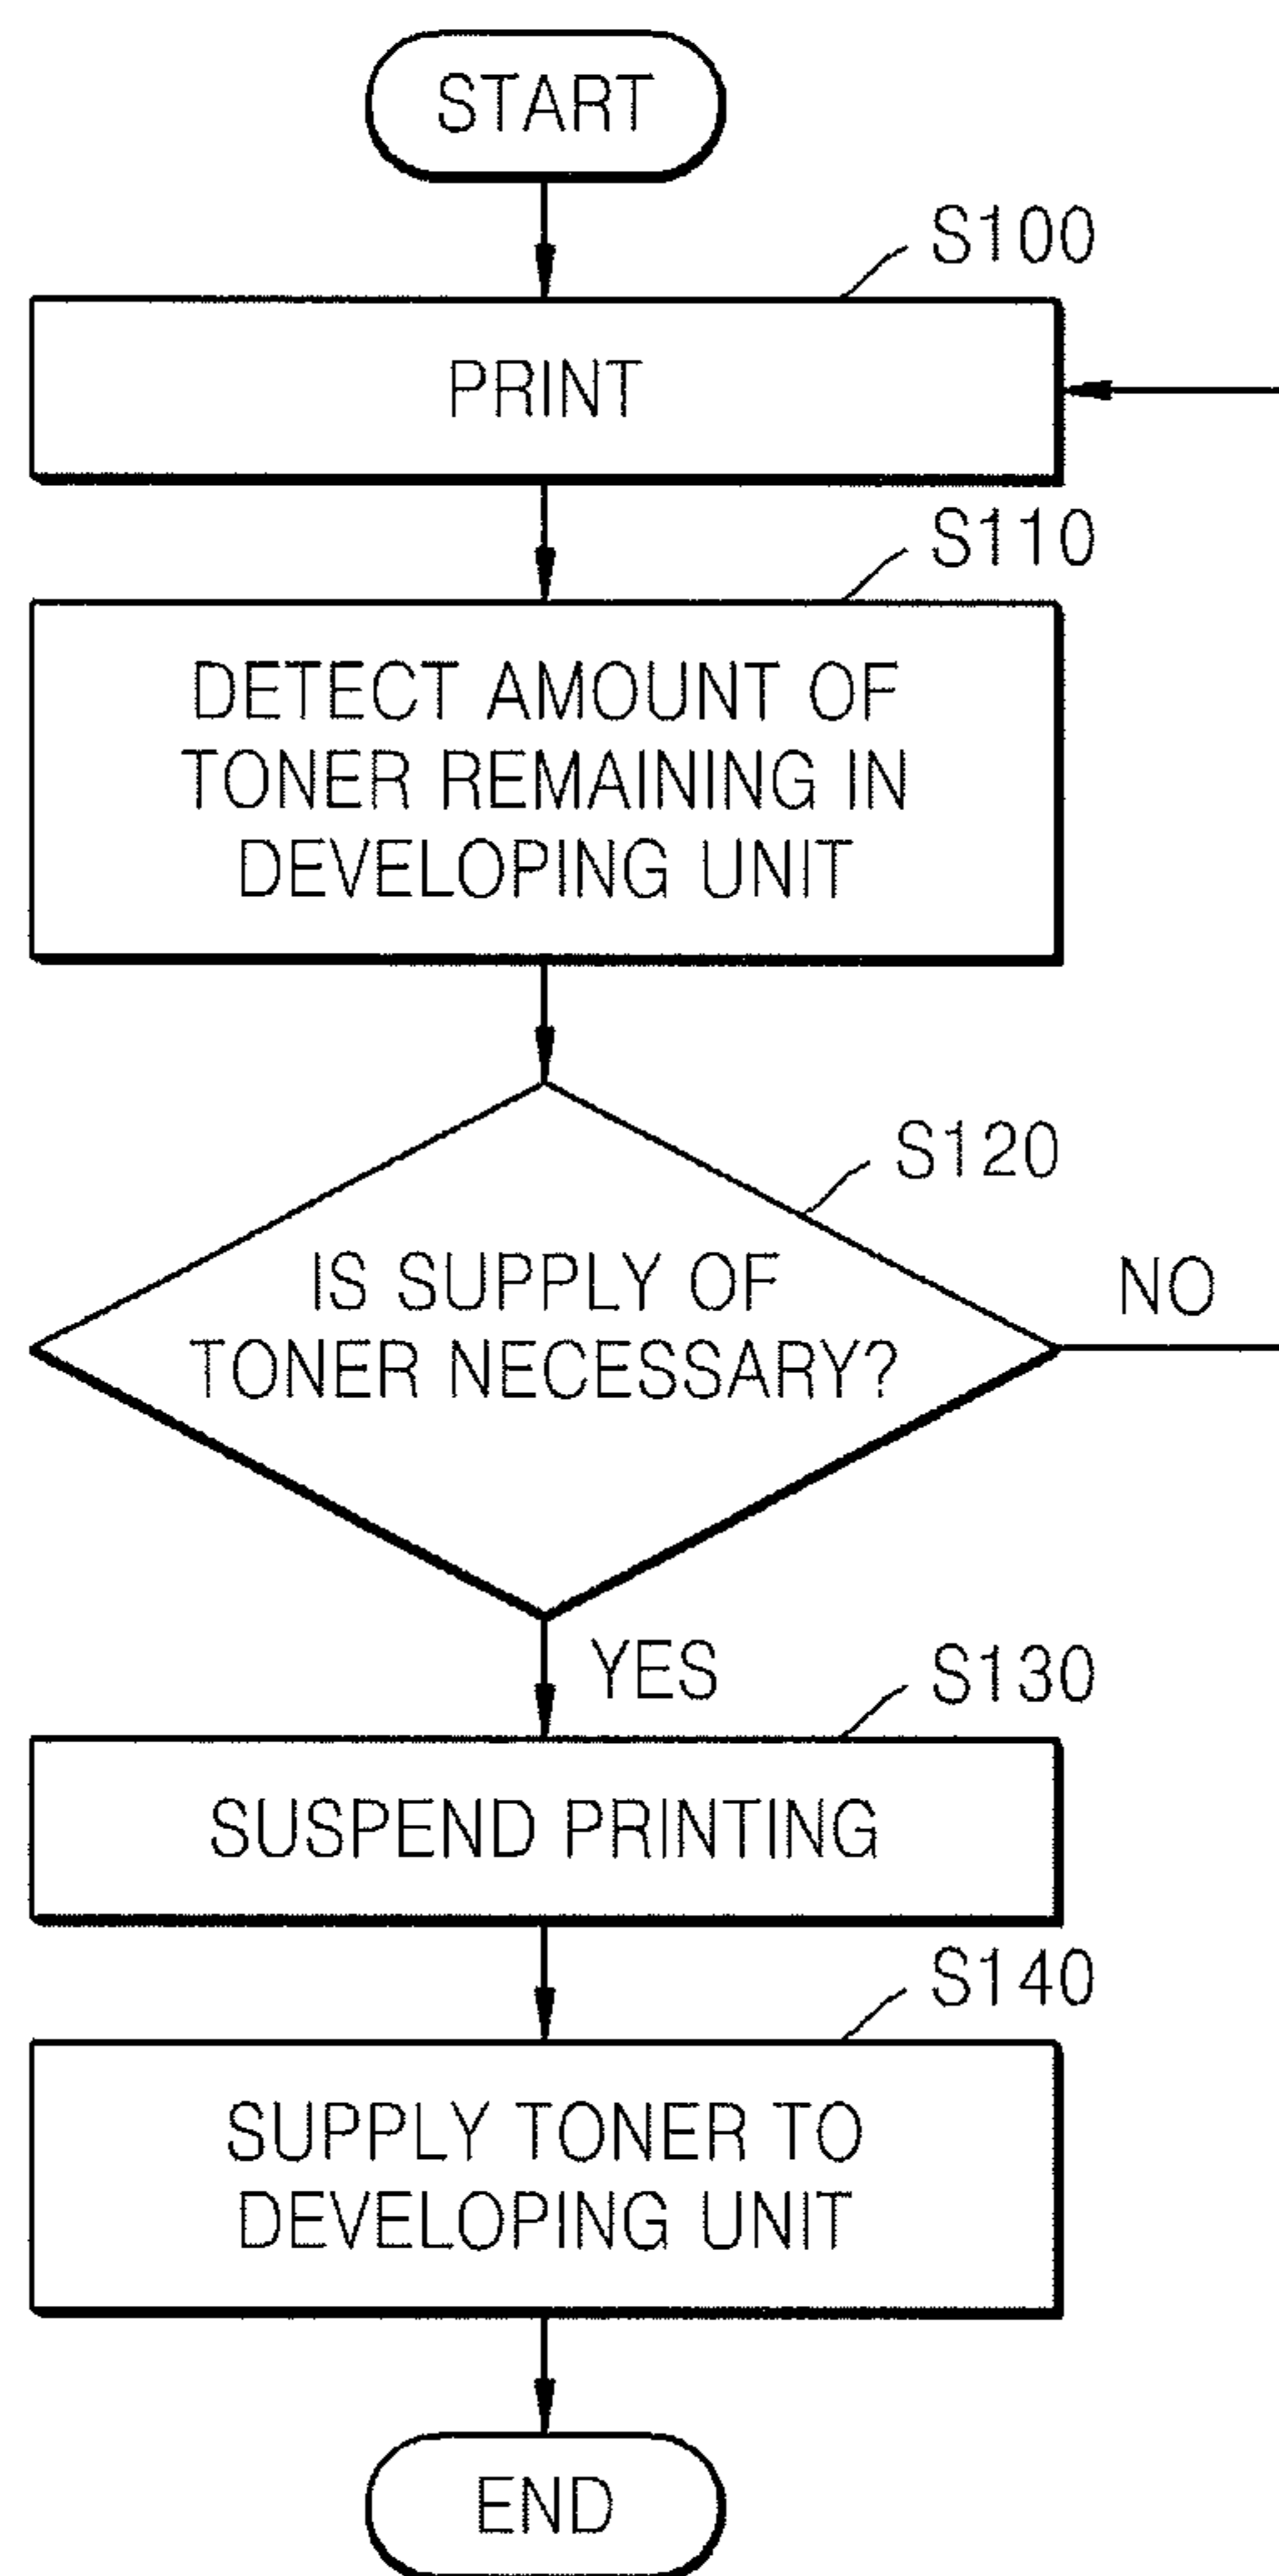 START
S100
PRINT
S110
DETECT AMOUNT OF
TONER REMAINING IN
DEVELOPING UNIT
S120
IS SUPPLY OF
TONER NECESSARY?
NO
YES
S130
SUSPEND PRINTING
S140
SUPPLY TONER TO
DEVELOPING UNIT
END